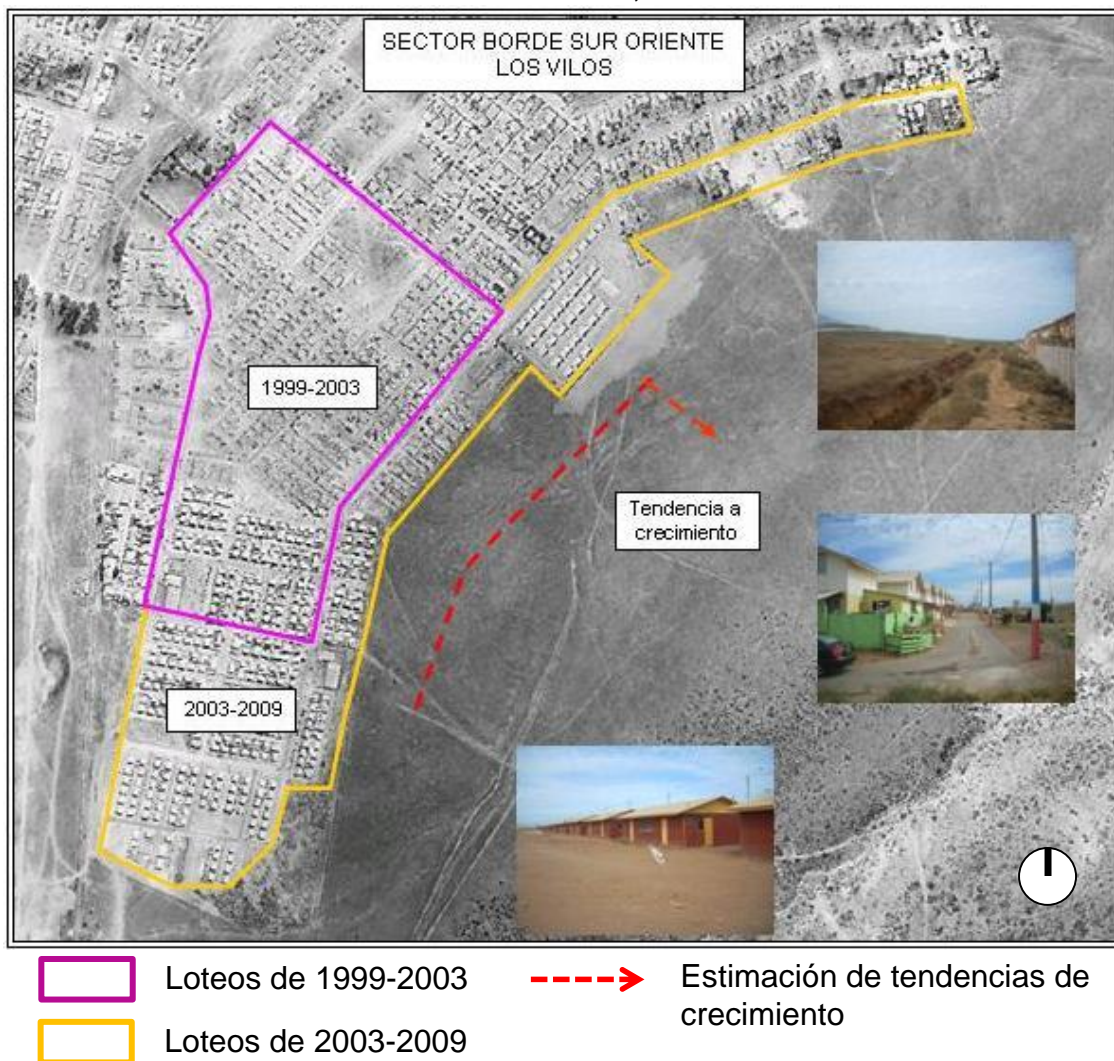 SECTOR BORDE SUR ORIENTE
LOS VILOS
1999-2003
Tendencia a
crecimiento
2003-2009
Loteos de 1999-2003
Estimación de tendencias de
crecimiento
Loteos de 2003-2009